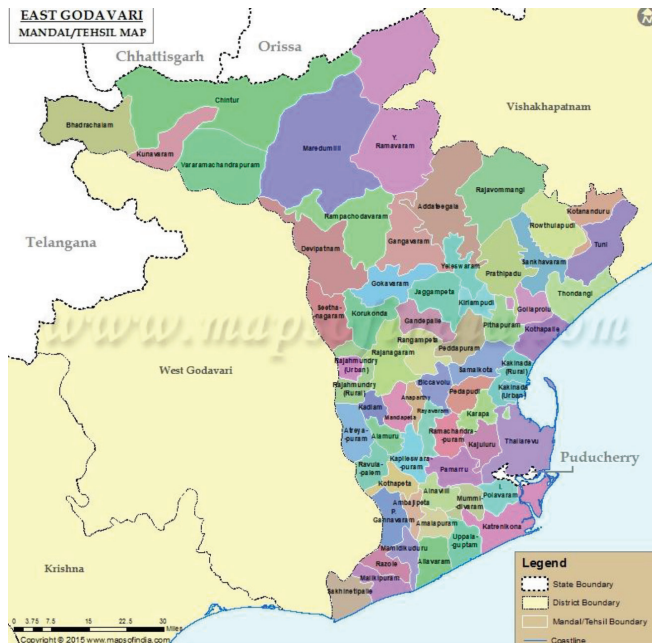 EAST GODAVARI
MANDAL/TEHSIL MAP
N
Orissa
Chhattisgarh
Vishakhapatnam
Chintur
Bhadrachalam
Maredumilli
Y.
Ramavaram
Kunavaram
Vararamachandrapuram
Rajavommangi
Addateegala
Kotananduru
Rampachodavaram
Rowthulapudi
Telangana
Gangavaram
Tuni
Devipatnam
Yeleswaram
Sankhavaram
Prathipadu
Gokavaram
Jaggampeta
Kirlampudi
Thondangi
Seetha-
nagaram
Korukonda
Gollaprolu
Gandepalle
Pitnapuram
Kothapalle
www.mapsofindia.com
Rangampeta
Peddapuram
Rajanagaram
West Godavari
Rajahmundry
(Urban)
Samalkota
Kakinada
(Rural)
Rajahmundry
(Rural)
Biccavolu
Kakinada
(Urban)
Anaparthy
Pedapudi
Kadiam
Mandapeta
Rayavaram
Karapa
Atreya-
puram
Alamuru
Ramachandra-
puram
Kajuluru
Thallarevu
Puducherry
Ravula-
palem
Kapileswara-
puram
Pamarru
Kothapeta
I.
Polavaram
Ainavilli
Mummi-
divaram
Ambajipeta
P.
Gannavaram
Amalapuram
Katrenikona
Uppala-
guptam
Mamidikuduru
Krishna
Razole
Allavaram
Malikipuram
Sakhinetipalle
Legend
State Boundary
District Boundary
Mandal/Tehsil Boundary
Coastline
0 3.75 7.5 15 22.5 30
Miles
Copyright © 2015 www.mapsofindia.com